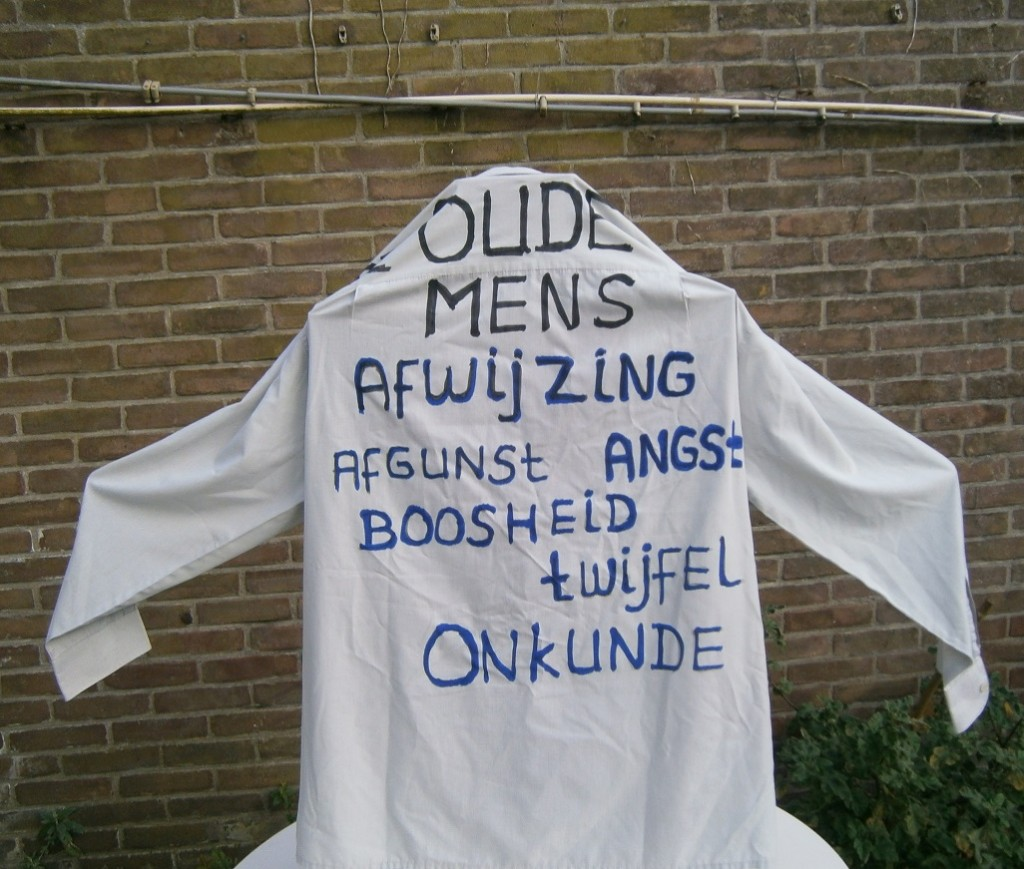 OUDE
MENS
AFWijZiNG
AFGUNSt ANGSt
BOOSHEiD
twijFEL
ONkUNDE